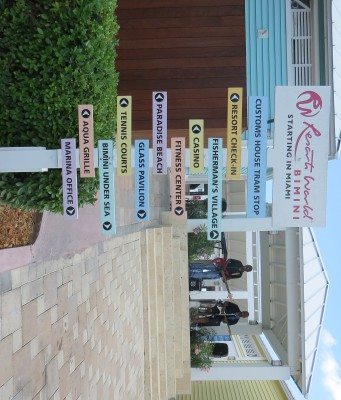 Resorts World
BIMINI
STARTING IN MIAMI
CUSTOMS HOUSE TRAM STOP
RESORT CHECK-IN
FISHERMAN'S VILLAGE
CASINO
FITNESS CENTER
PARADISE BEACH
GLASS PAVILION
TENNIS COURTS
BIMINI UNDER SEA
AQUA GRILLE
MARINA OFFICE